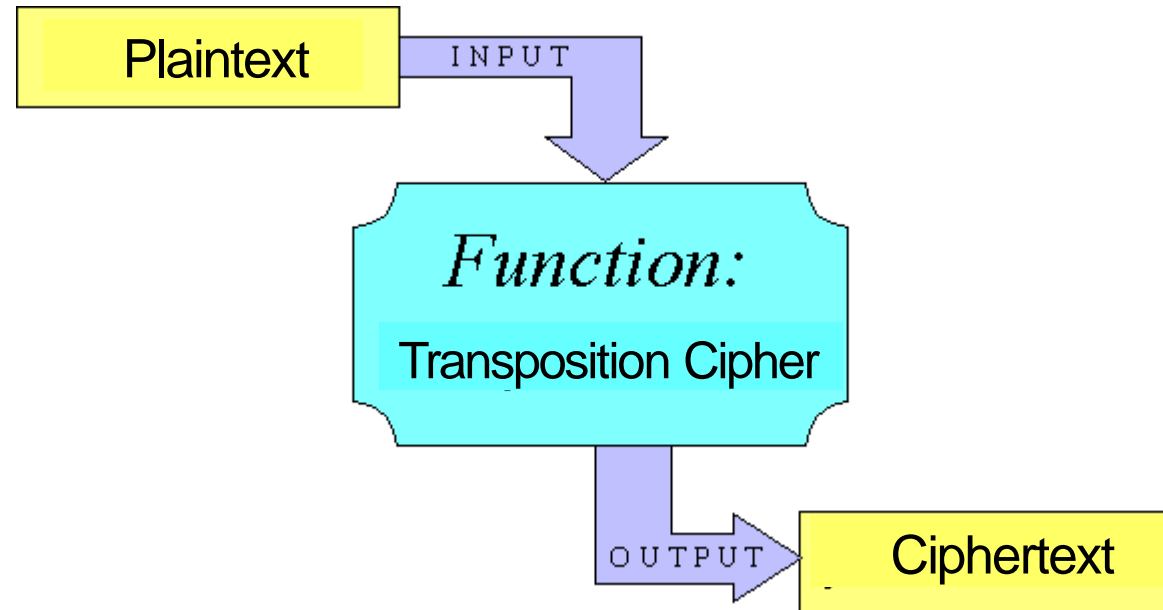 Plaintext
INPUT
Function:
Transposition Cipher
OUTPUT
Ciphertext